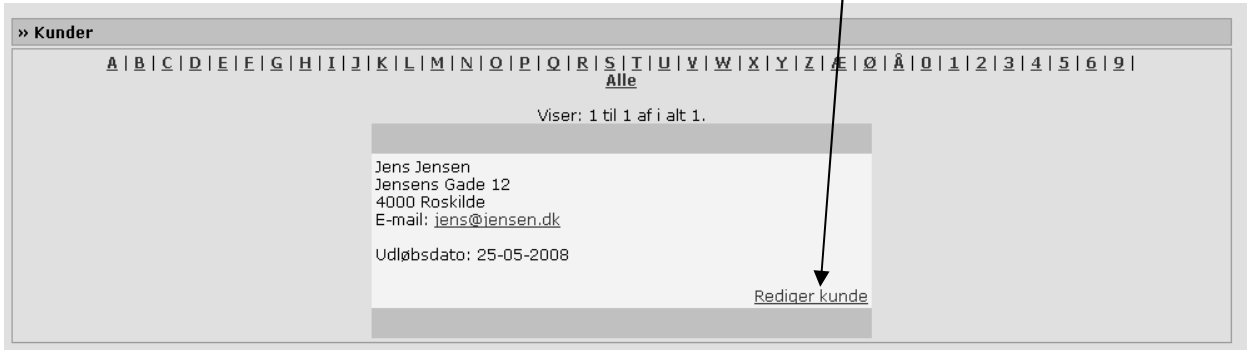 » Kunder
A | B | C | D | E | F | G | H | I | J | K | L | M | N | O | P | Q | R | S | T | U | V | W | X | Y | Z | Æ | Ø | Å | 0 | 1 | 2 | 3 | 4 | 5 | 6 | 9 |
Alle
Viser: 1 til 1 af i alt 1.
Jens Jensen
Jensens Gade 12
4000 Roskilde
E-mail: jens@jensen.dk
Udløbsdato: 25-05-2008
Rediger kunde